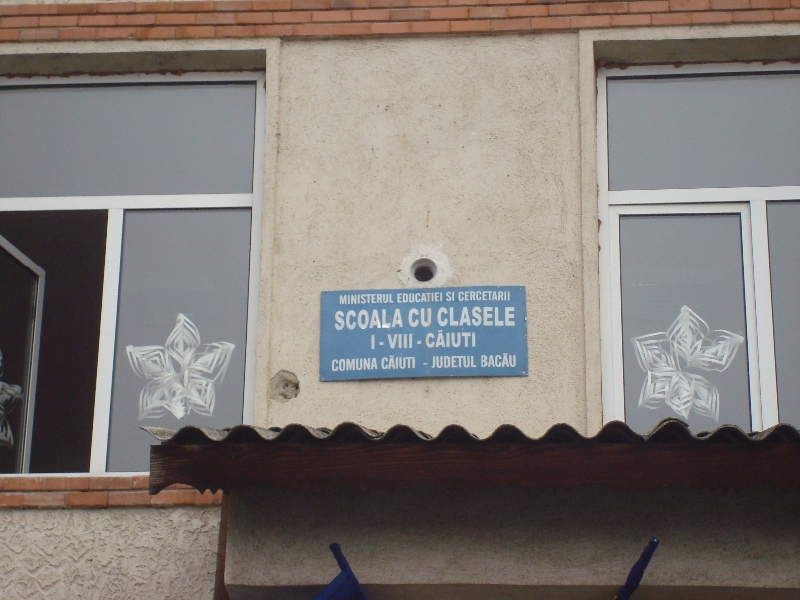 MINISTERUL EDUCATIEI SI CERCETARII
SCOALA CU CLASELE
I - VIII - CĂIUTI
COMUNA CĂIUTI - JUDETUL BACĂU